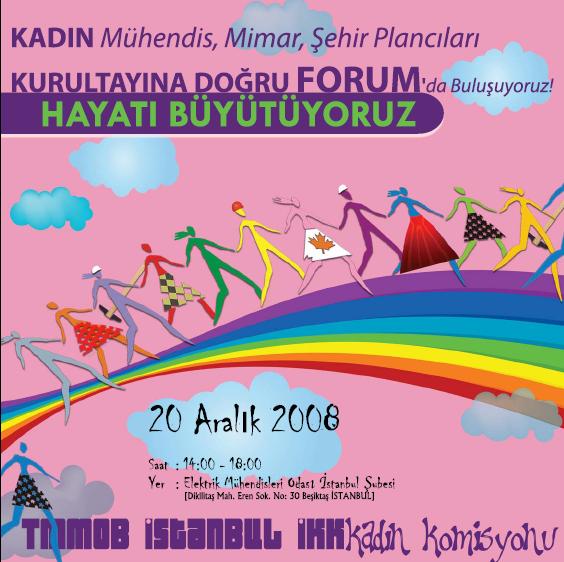 KADIN Mühendis, Mimar, Şehir Plancıları
KURULTAYINA DOĞRU FORUM'da Buluşuyoruz!
HAYATI BÜYÜTÜYORUZ
20 Aralık 2008
Saat : 14:00 - 18:00
Yer : Elektrik Mühendisleri Odası İstanbul Şubesi
[Dikilitaş Mah. Eren Sok. No: 30 Beşiktaş İSTANBUL]
TMMOB İSTANBUL İKK kadın komisyonu